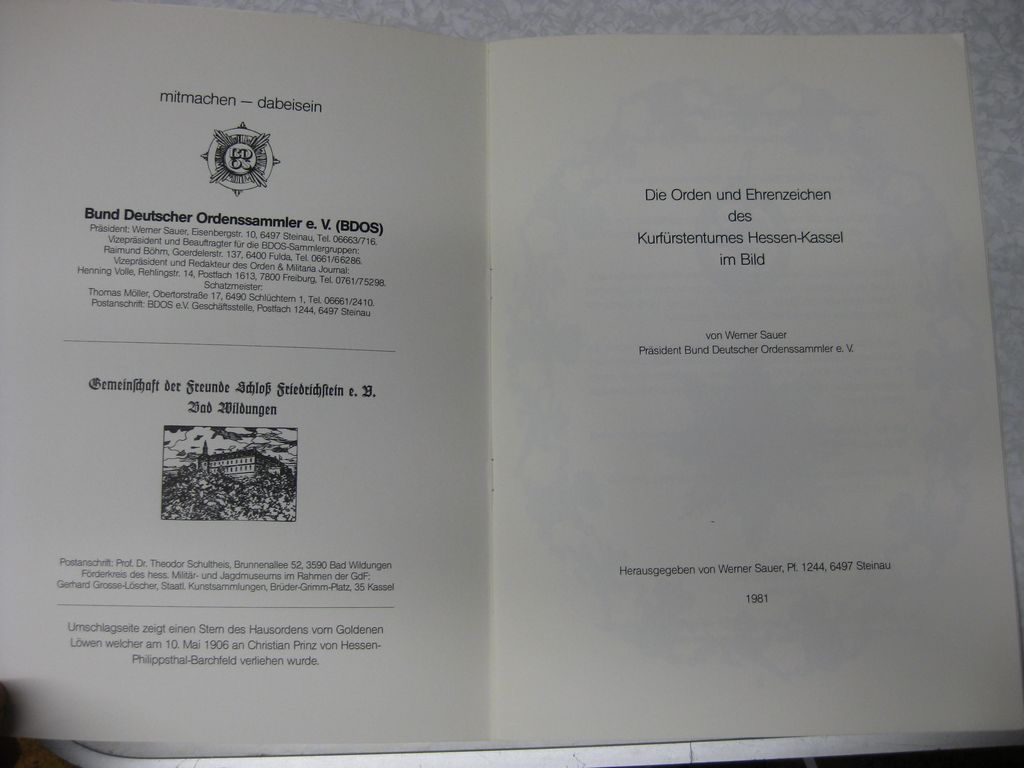 mitmachen — dabeisein
Bund Deutscher Ordenssammler e. V. (BDOS)
Präsident: Werner Sauer, Eisenbergstr. 10, 6497 Steinau, Tel. 06663/716.
Vizepräsident und Beauftragter für die BDOS-Sammlergruppen:
Raimund Böhm, Goerdelerstr. 137, 6400 Fulda, Tel. 0661/66286.
Vizepräsident und Redakteur des Orden & Militaria Journal:
Henning Volle, Rehlingstr. 14, Postfach 1613, 7800 Freiburg, Tel. 0761/75298.
Schatzmeister:
Thomas Möller, Obertorstraße 17, 6490 Schlüchtern 1, Tel. 06661/2410.
Postanschrift: BDOS e.V. Geschäftsstelle, Postfach 1244, 6497 Steinau
Gemeinschaft der Freunde Schloß Friedrichstein e. V.
Bad Wildungen
Postanschrift: Prof. Dr. Theodor Schultheis, Brunnenallee 52, 3590 Bad Wildungen
Förderkreis des hess. Militär- und Jagdmuseums im Rahmen der GdF:
Gerhard Grosse-Löscher, Staatl. Kunstsammlungen, Brüder-Grimm-Platz, 35 Kassel
Umschlagseite zeigt einen Stern des Hausordens vom Goldenen
Löwen welcher am 10. Mai 1906 an Christian Prinz von Hessen-
Philippsthal-Barchfeld verliehen wurde.
Die Orden und Ehrenzeichen
des
Kurfürstentumes Hessen-Kassel
im Bild
von Werner Sauer
Präsident Bund Deutscher Ordenssammler e. V.
Herausgegeben von Werner Sauer, Pf. 1244, 6497 Steinau
1981